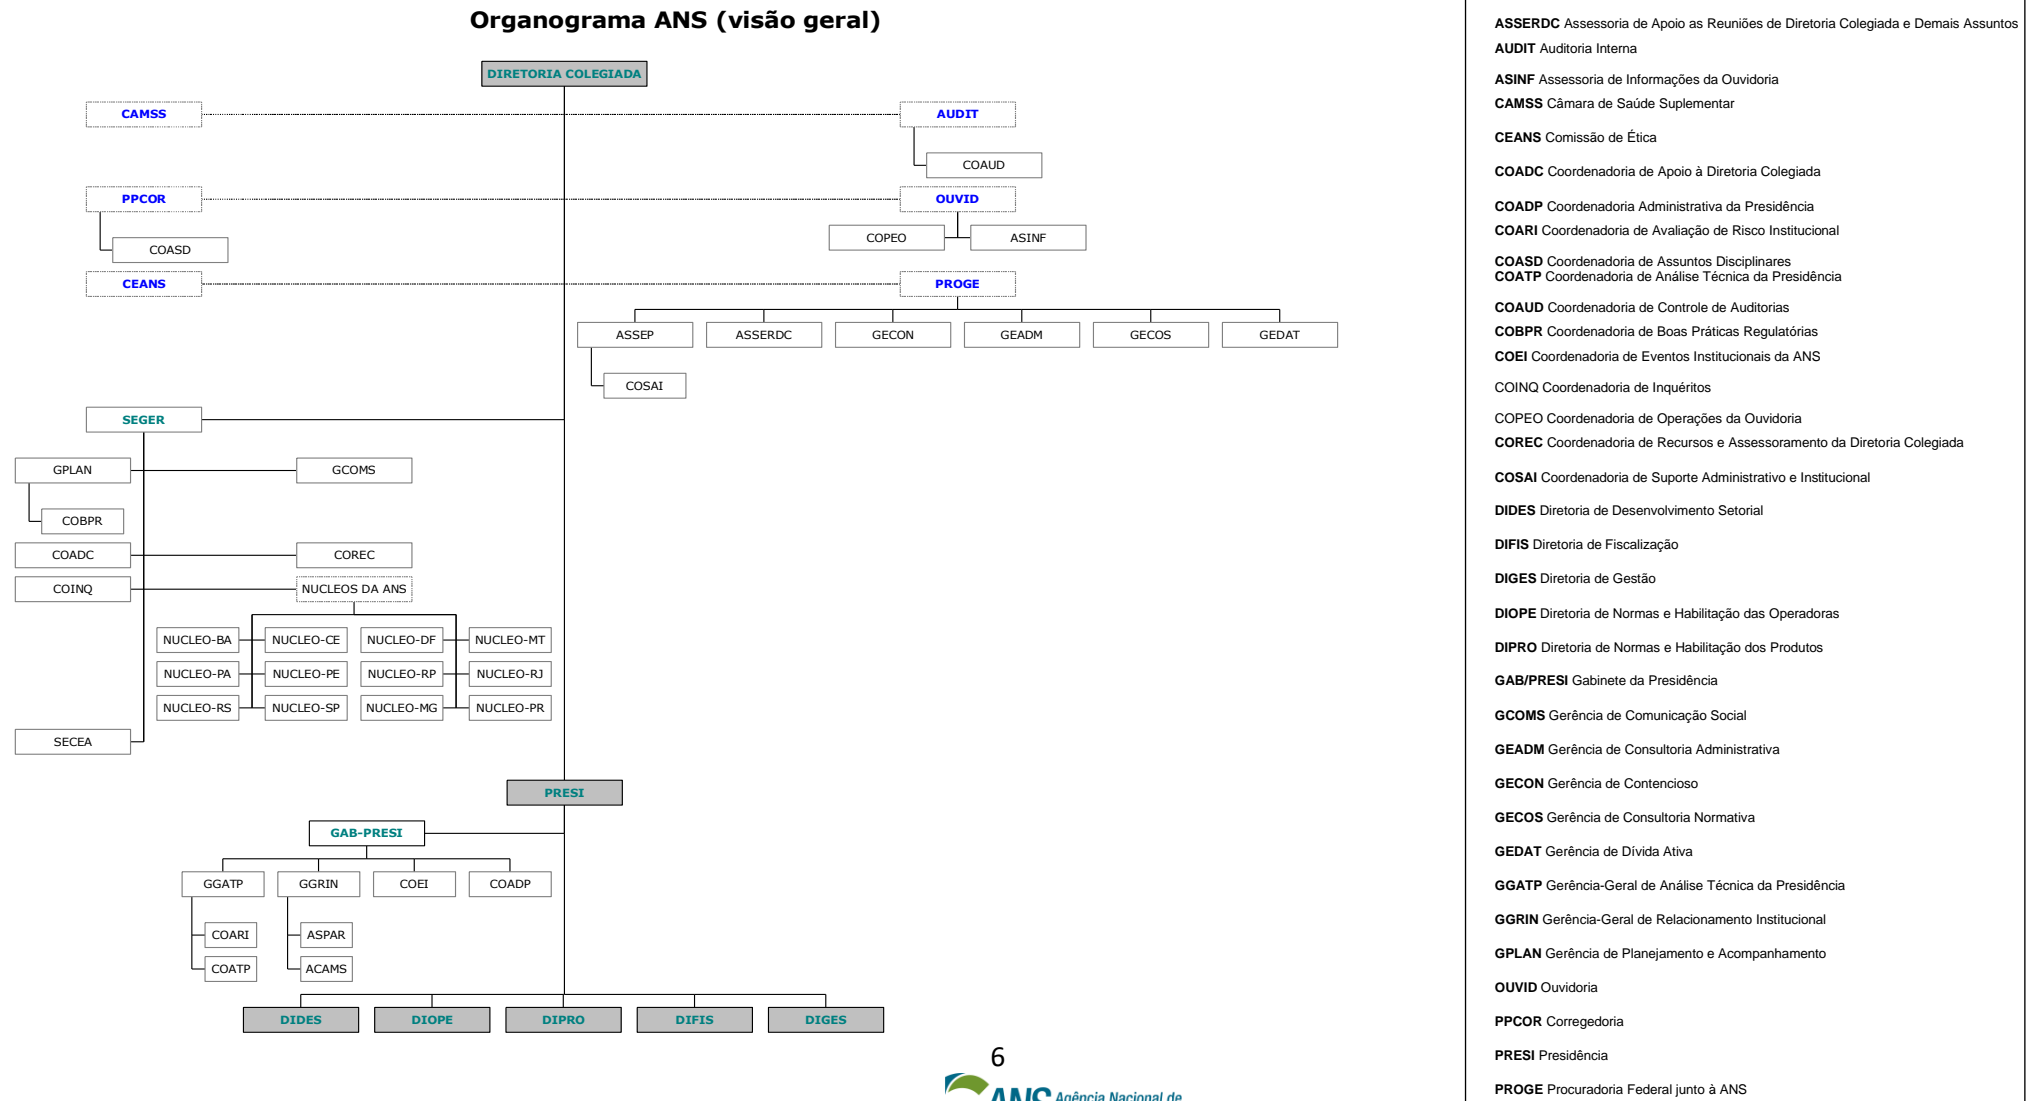 Organograma ANS (visão geral)
DIRETORIA COLEGIADA
CAMSS
AUDIT
COAUD
PPCOR
OUVID
COASD
COPEO
ASINF
CEANS
PROGE
ASSEP
ASSERDC
GECON
GEADM
GECOS
GEDAT
COSAI
SEGER
GPLAN
GCOMS
COBPR
COADC
COREC
COINQ
NUCLEOS DA ANS
NUCLEO-BA
NUCLEO-CE
NUCLEO-DF
NUCLEO-MT
NUCLEO-PA
NUCLEO-PE
NUCLEO-RP
NUCLEO-RJ
NUCLEO-RS
NUCLEO-SP
NUCLEO-MG
NUCLEO-PR
SECEA
PRESI
GAB-PRESI
GGATP
GGRIN
COEI
COADP
COARI
ASPAR
COATP
ACAMS
DIDES
DIOPE
DIPRO
DIFIS
DIGES
6
ANS Agência Nacional de
ASSERDC Assessoria de Apoio as Reuniões de Diretoria Colegiada e Demais Assuntos
AUDIT Auditoria Interna
ASINF Assessoria de Informações da Ouvidoria
CAMSS Câmara de Saúde Suplementar
CEANS Comissão de Ética
COADC Coordenadoria de Apoio à Diretoria Colegiada
COADP Coordenadoria Administrativa da Presidência
COARI Coordenadoria de Avaliação de Risco Institucional
COASD Coordenadoria de Assuntos Disciplinares
COATP Coordenadoria de Análise Técnica da Presidência
COAUD Coordenadoria de Controle de Auditorias
COBPR Coordenadoria de Boas Práticas Regulatórias
COEI Coordenadoria de Eventos Institucionais da ANS
COINQ Coordenadoria de Inquéritos
COPEO Coordenadoria de Operações da Ouvidoria
COREC Coordenadoria de Recursos e Assessoramento da Diretoria Colegiada
COSAI Coordenadoria de Suporte Administrativo e Institucional
DIDES Diretoria de Desenvolvimento Setorial
DIFIS Diretoria de Fiscalização
DIGES Diretoria de Gestão
DIOPE Diretoria de Normas e Habilitação das Operadoras
DIPRO Diretoria de Normas e Habilitação dos Produtos
GAB/PRESI Gabinete da Presidência
GCOMS Gerência de Comunicação Social
GEADM Gerência de Consultoria Administrativa
GECON Gerência de Contencioso
GECOS Gerência de Consultoria Normativa
GEDAT Gerência de Dívida Ativa
GGATP Gerência-Geral de Análise Técnica da Presidência
GGRIN Gerência-Geral de Relacionamento Institucional
GPLAN Gerência de Planejamento e Acompanhamento
OUVID Ouvidoria
PPCOR Corregedoria
PRESI Presidência
PROGE Procuradoria Federal junto à ANS